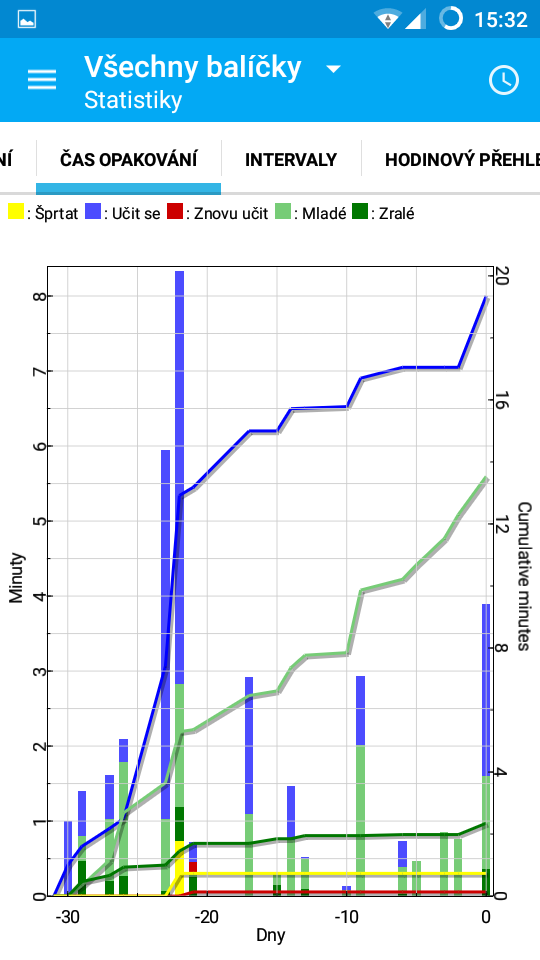 15:32
Všechny balíčky
Statistiky
NÍ
ČAS OPAKOVÁNÍ
INTERVALY
HODINOVÝ PŘEHLE
: Šprtat : Učit se : Znovu učit : Mladé : Zralé
20
8
7
16
6
5
12
Cumulative minutes
Minuty
4
8
3
2
4
1
0
0
-30 -20 -10 0
Dny